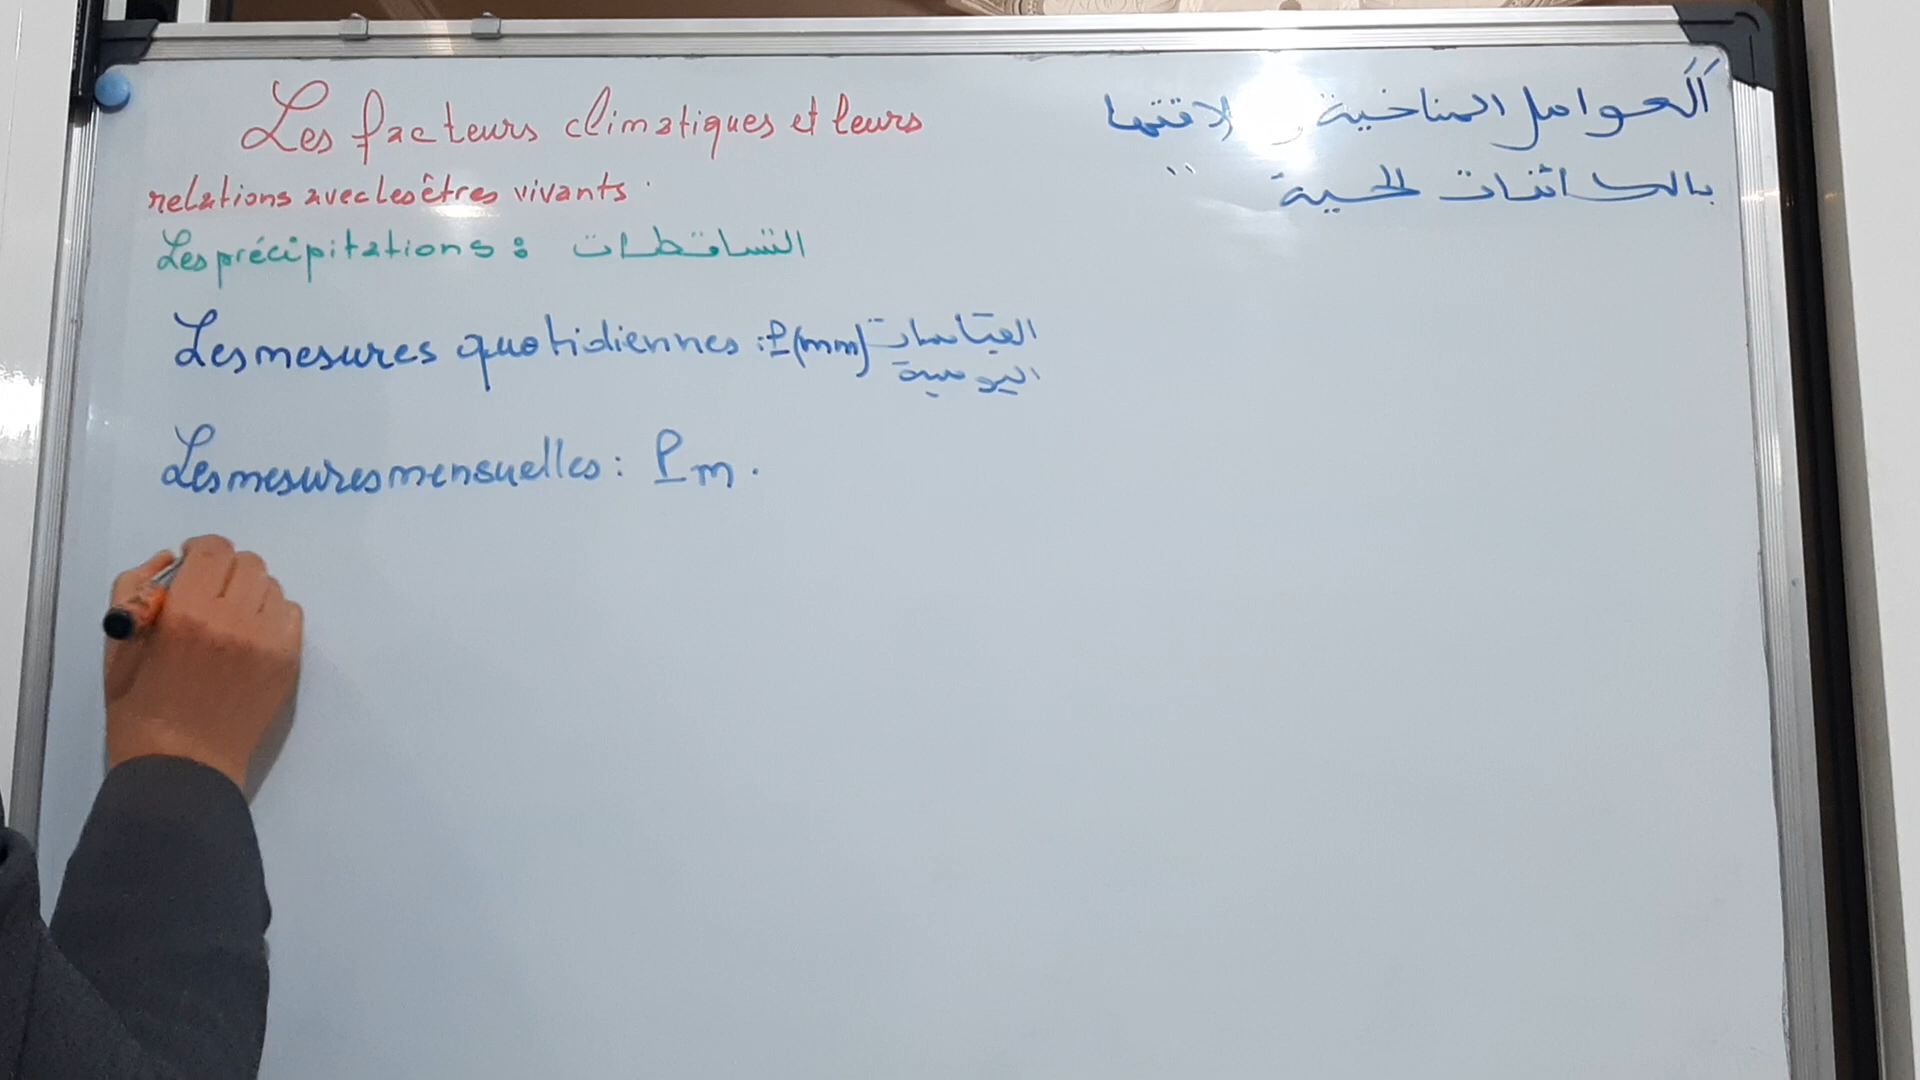 Les facteurs climatiques et leurs
relations avec les êtres vivants.
العوامل المناخية و لاقتها
بالكائنات الحية
Les précipitations : التساقطات
Les mesures quotidiennes : P(mm) القياسات
اليومية
Les mesures mensuelles : Pm.